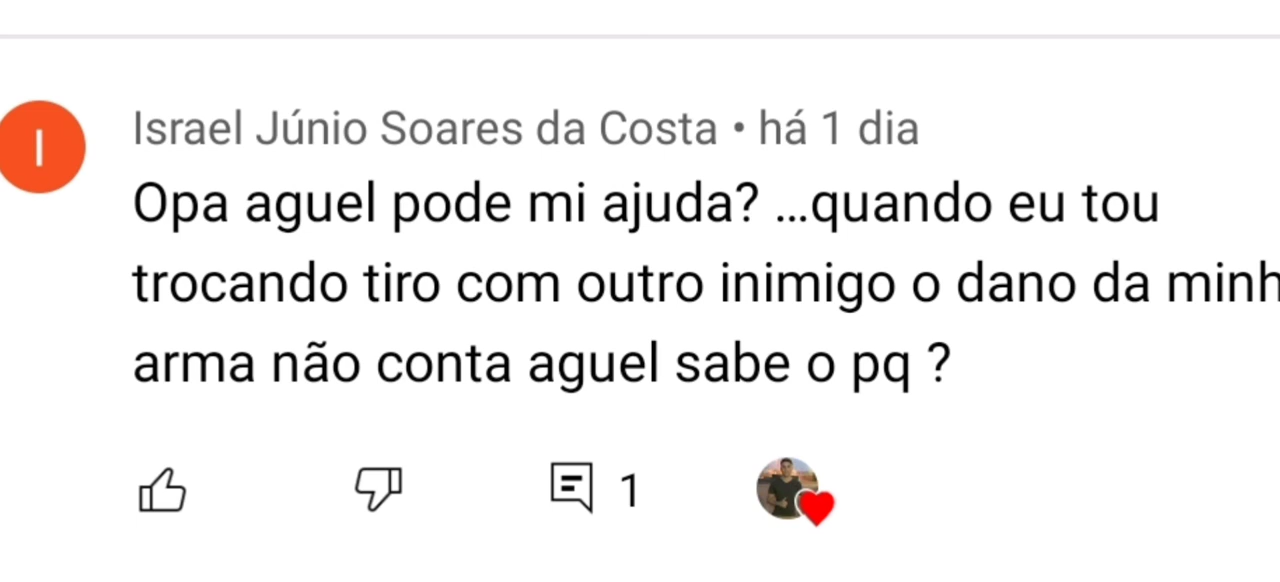 I
Israel Júnio Soares da Costa • há 1 dia
Opa aguel pode mi ajuda? ...quando eu tou
trocando tiro com outro inimigo o dano da minh
arma não conta aguel sabe o pq ?
1